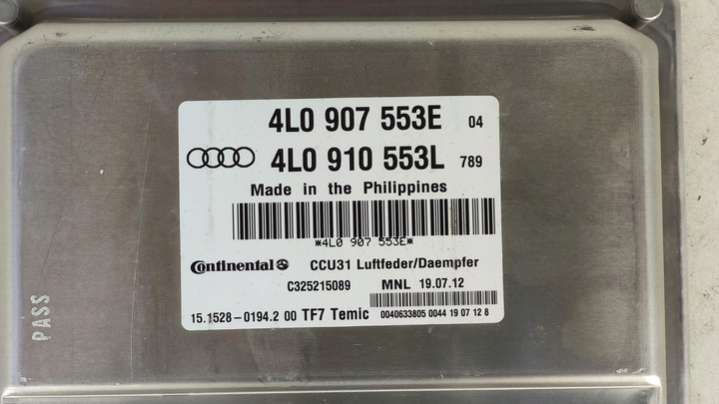 4L0 907 553E 04
4L0 910 553L 789
Made in the Philippines
*4L0 907 553E*
Continental CCU31 Luftfeder/Daempfer
C325215089 MNL 19.07.12
15.1528-0194.2 00 TF7 Temic 0040633805 0044 19 07 12 8
PASS